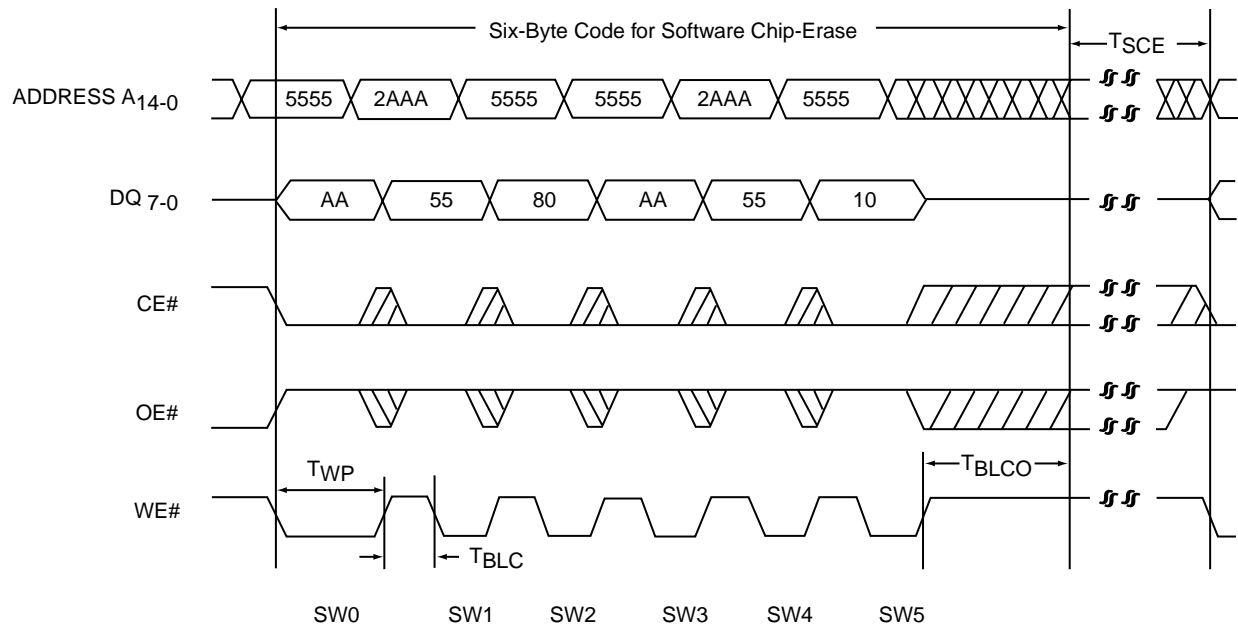 Six-Byte Code for Software Chip-Erase
TSCE
ADDRESS A14-0
5555 2AAA 5555 5555 2AAA 5555
DQ 7-0
AA 55 80 AA 55 10
CE#
OE#
TWP
TBLCO
WE#
TBLC
SW0 SW1 SW2 SW3 SW4 SW5